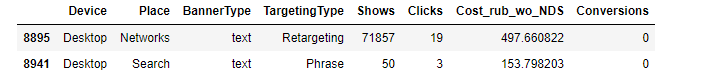 Device Place BannerType TargetingType Shows Clicks Cost_rub_wo_NDS Conversions
8895 Desktop Networks text Retargeting 71857 19 497.660822 0
8941 Desktop Search text Phrase 50 3 153.798203 0